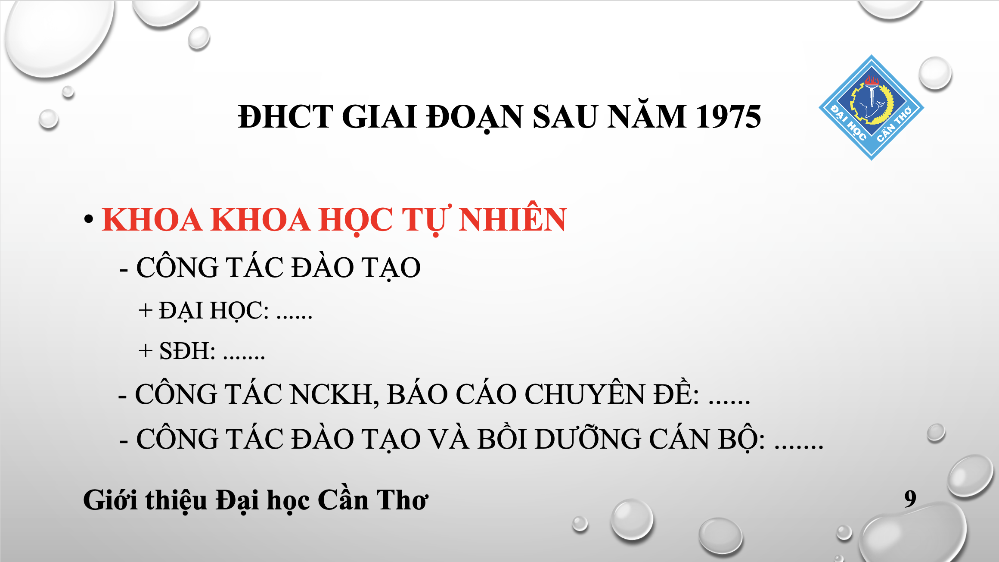 ĐHCT GIAI ĐOẠN SAU NĂM 1975
ĐẠI HỌC CẦN THƠ
• KHOA KHOA HỌC TỰ NHIÊN
- CÔNG TÁC ĐÀO TẠO
+ ĐẠI HỌC: ......
+ SĐH: .......
- CÔNG TÁC NCKH, BÁO CÁO CHUYÊN ĐỀ: ......
- CÔNG TÁC ĐÀO TẠO VÀ BỒI DƯỠNG CÁN BỘ: .......
Giới thiệu Đại học Cần Thơ
9